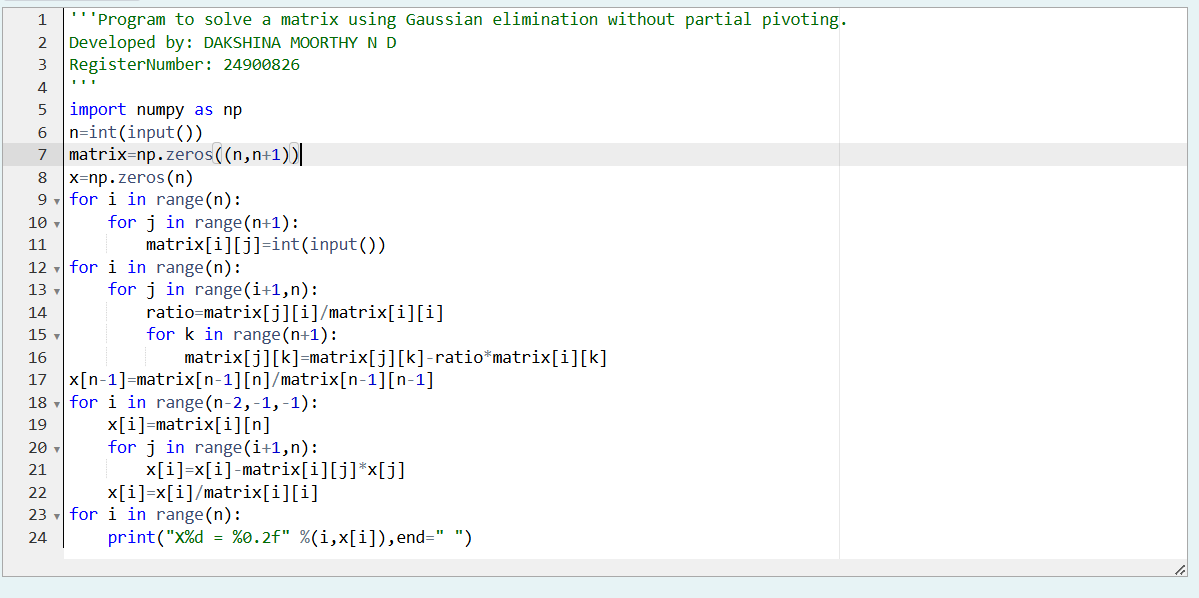 1 '''Program to solve a matrix using Gaussian elimination without partial pivoting.
2 Developed by: DAKSHINA MOORTHY N D
3 RegisterNumber: 24900826
4 '''
5 import numpy as np
6 n=int(input())
7 matrix=np.zeros((n,n+1))
8 x=np.zeros(n)
9 for i in range(n):
10     for j in range(n+1):
11         matrix[i][j]=int(input())
12 for i in range(n):
13     for j in range(i+1,n):
14         ratio=matrix[j][i]/matrix[i][i]
15         for k in range(n+1):
16             matrix[j][k]=matrix[j][k]-ratio*matrix[i][k]
17 x[n-1]=matrix[n-1][n]/matrix[n-1][n-1]
18 for i in range(n-2,-1,-1):
19     x[i]=matrix[i][n]
20     for j in range(i+1,n):
21         x[i]=x[i]-matrix[i][j]*x[j]
22     x[i]=x[i]/matrix[i][i]
23 for i in range(n):
24     print("X%d = %0.2f" %(i,x[i]),end=" ")